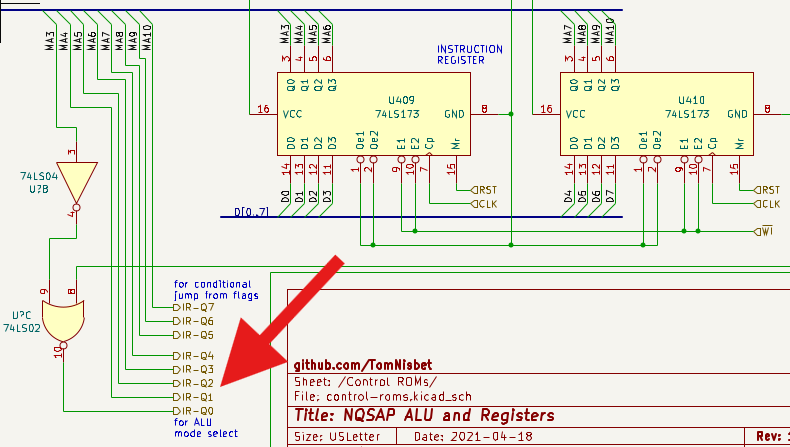 MA3
MA4
MA5
MA6
MA7
MA8
MA9
MA10
MA3
MA4
MA5
MA6
MA7
MA8
MA9
MA10
INSTRUCTION
REGISTER
3 4 5 6
Q0 Q1 Q2 Q3
U409
74LS173
16 VCC
GND 8
D0 D1 D2 D3 Oe1 Oe2 E1 E2 Cp Mr
14 13 12 11 1 2 9 10 7 15
D0 D1 D2 D3
RST
CLK
3 4 5 6
Q0 Q1 Q2 Q3
U410
74LS173
16 VCC
GND 8
D0 D1 D2 D3 Oe1 Oe2 E1 E2 Cp Mr
14 13 12 11 1 2 9 10 7
D4 D5 D6 D7
RST
CLK
D[0..7]
WI
3
74LS04
U?B
4
9 8
U?C
74LS02
10
for conditional
jump from flags
IR-Q7
IR-Q6
IR-Q5
IR-Q4
IR-Q3
IR-Q2
IR-Q1
IR-Q0
for ALU
mode select
github.com/TomNisbet
Sheet: /Control ROMs/
File: control-roms.kicad_sch
Title: NQSAP ALU and Registers
Size: USLetter
Date: 2021-04-18
Rev: